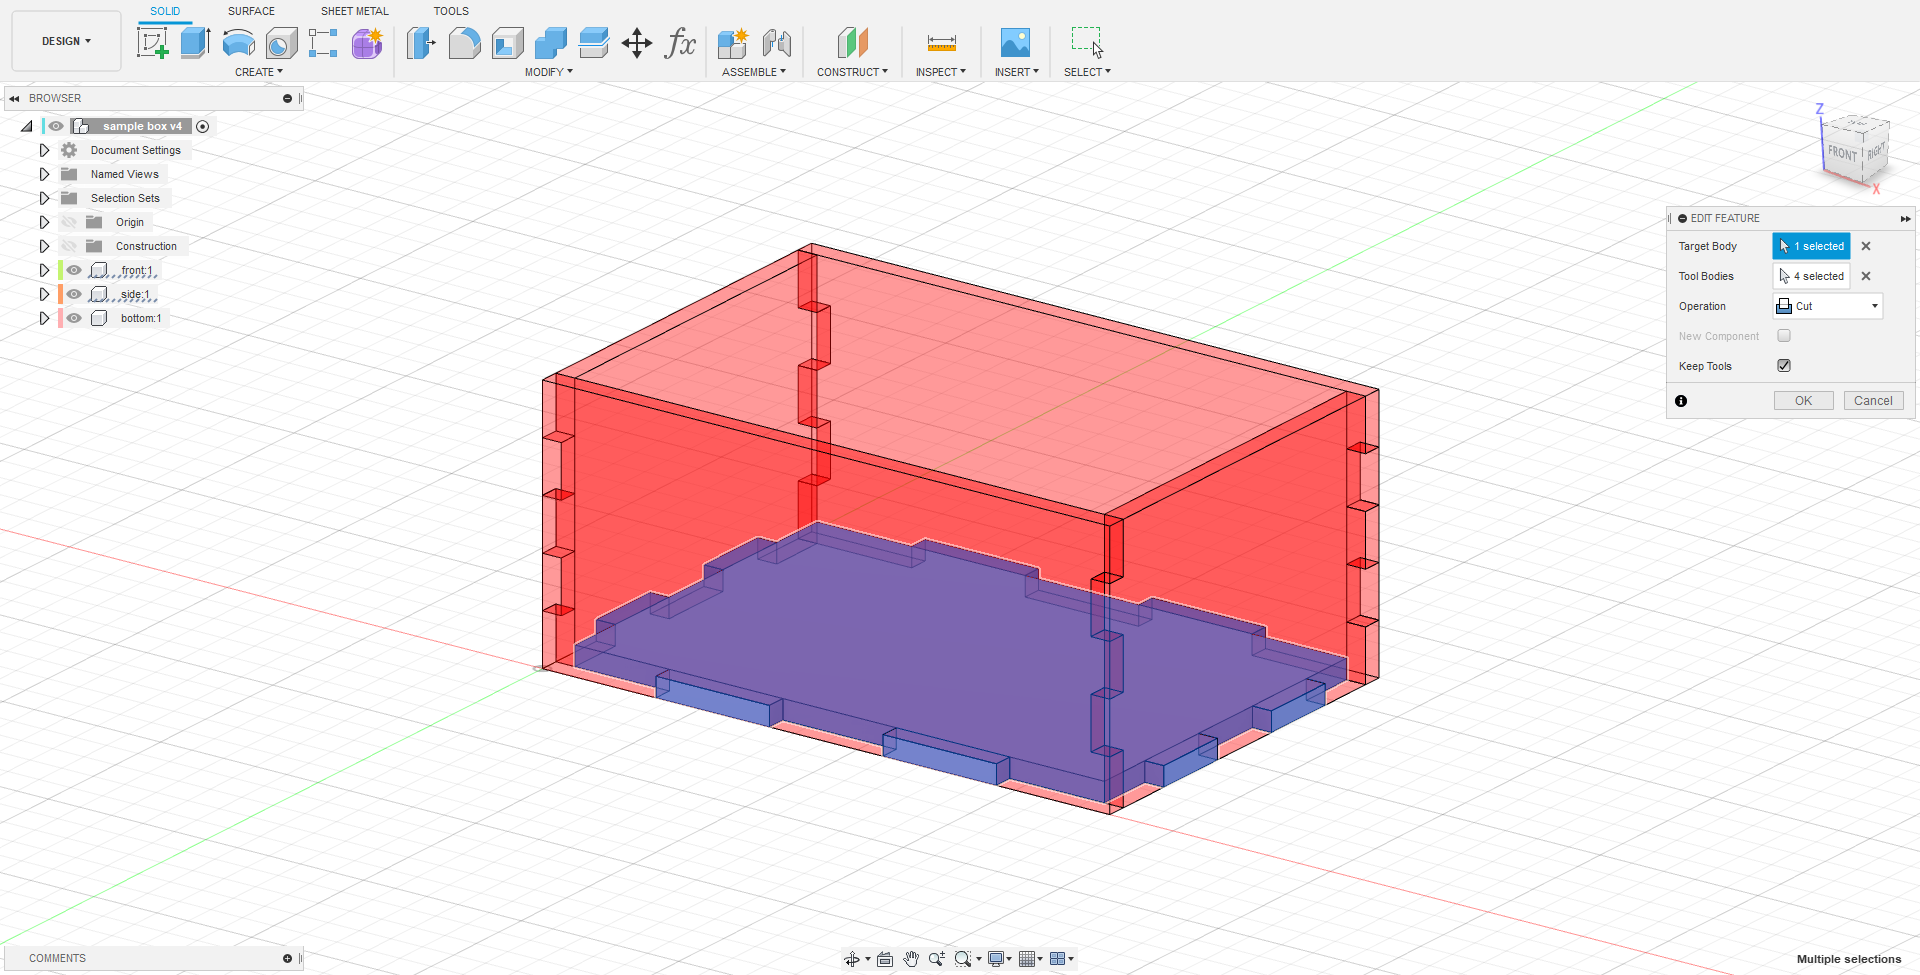 SOLID SURFACE SHEET METAL TOOLS
DESIGN
CREATE MODIFY ASSEMBLE CONSTRUCT INSPECT INSERT SELECT
fx
BROWSER
sample box v4
Document Settings
Named Views
Selection Sets
Origin
Construction
front:1
side:1
bottom:1
Z
FRONT RIGHT
X
EDIT FEATURE
Target Body 1 selected
Tool Bodies 4 selected
Operation Cut
New Component
Keep Tools
OK Cancel
COMMENTS
Multiple selections